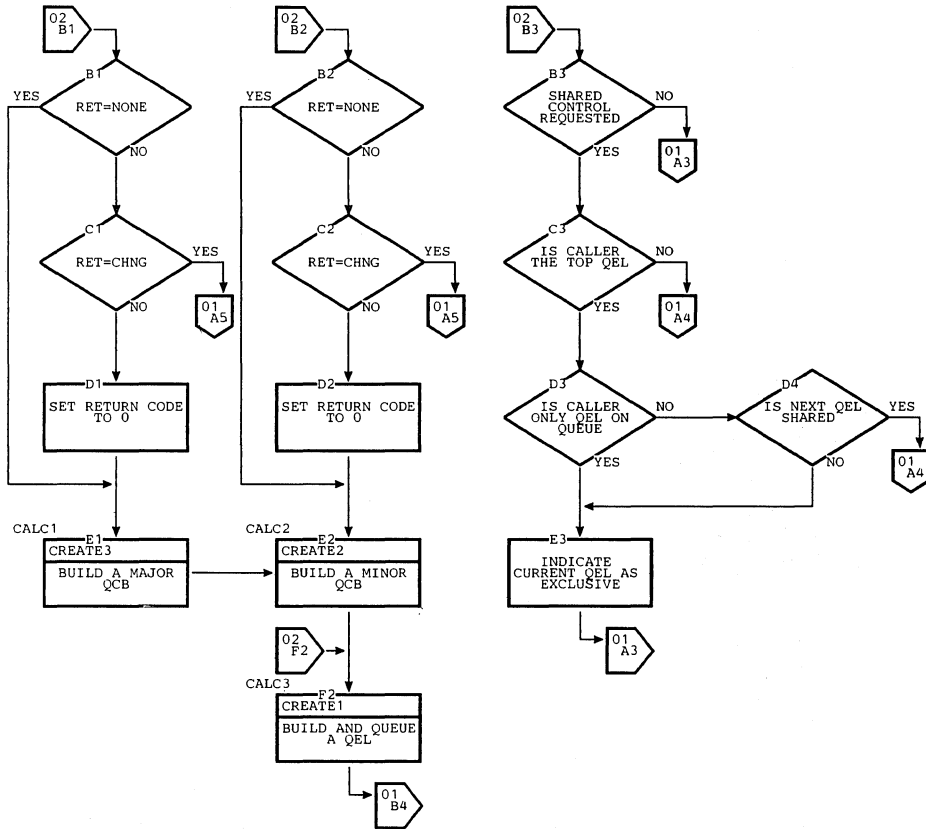 02
B1
02
B2
02
B3
B1
YES
RET=NONE
NO
B2
YES
RET=NONE
NO
B3
SHARED
CONTROL
REQUESTED
NO
YES
01
A3
C1
RET=CHNG
YES
NO
01
A5
C2
RET=CHNG
YES
NO
01
A5
C3
IS CALLER
THE TOP QEL
NO
YES
01
A4
D1
SET RETURN CODE
TO 0
D2
SET RETURN CODE
TO 0
D3
IS CALLER
ONLY QEL ON
QUEUE
NO
YES
D4
IS NEXT QEL
SHARED
YES
NO
01
A4
CALC1
E1
CREATE3
BUILD A MAJOR
QCB
CALC2
E2
CREATE2
BUILD A MINOR
QCB
E3
INDICATE
CURRENT QEL AS
EXCLUSIVE
02
F2
01
A3
CALC3
F2
CREATE1
BUILD AND QUEUE
A QEL
01
B4